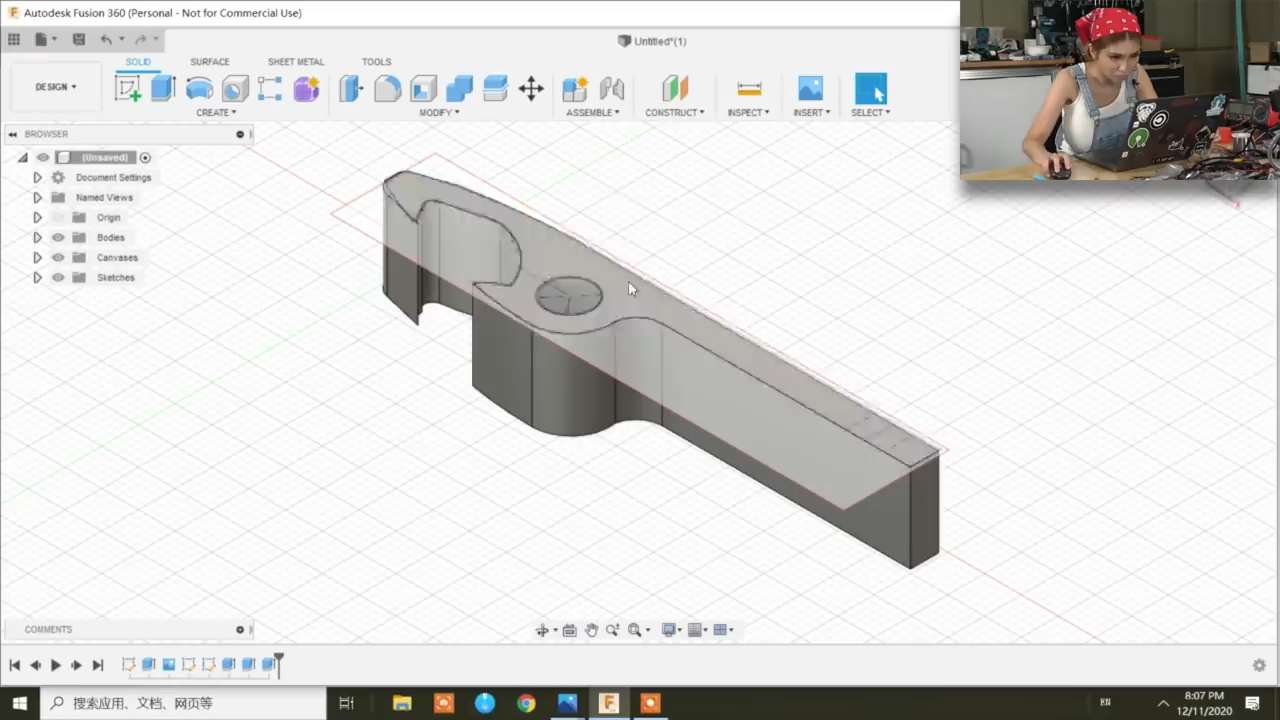 Autodesk Fusion 360 (Personal - Not for Commercial Use)
Untitled*(1)
SOLID SURFACE SHEET METAL TOOLS
DESIGN
CREATE MODIFY ASSEMBLE CONSTRUCT INSPECT INSERT SELECT
BROWSER
(Unsaved)
Document Settings
Named Views
Origin
Bodies
Canvases
Sketches
COMMENTS
搜索应用、文档、网页等
8:07 PM
12/11/2020